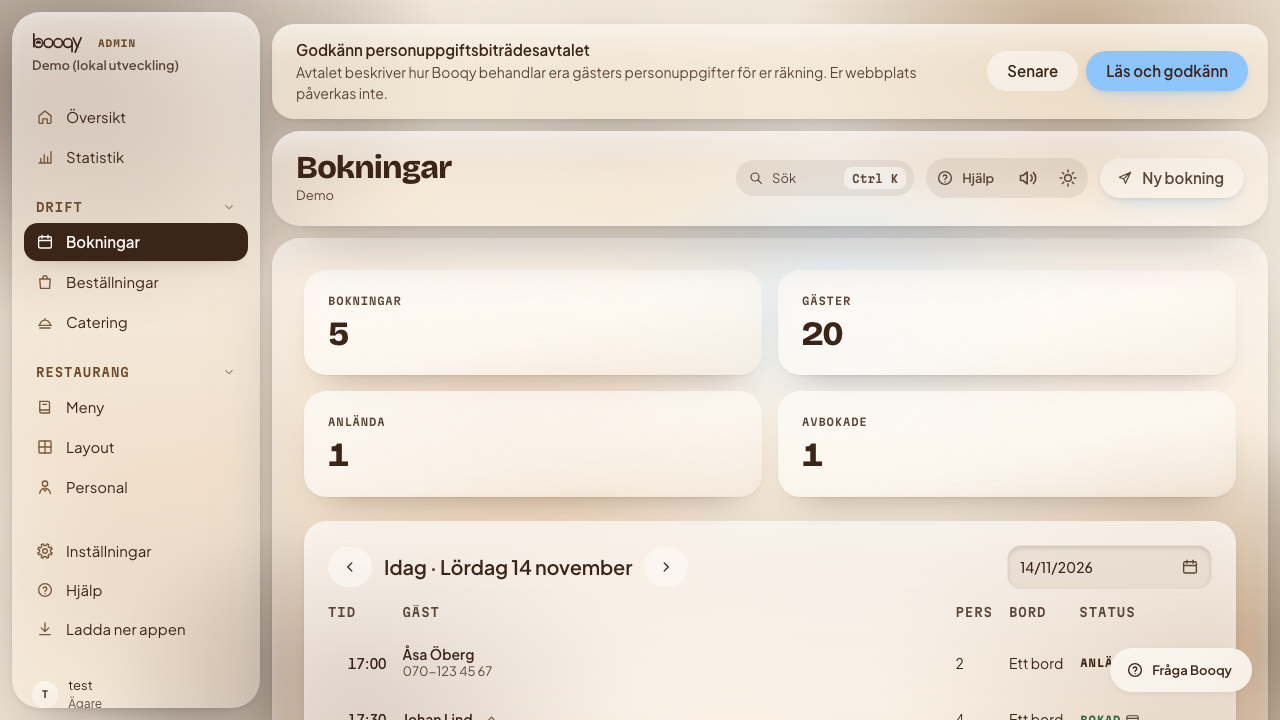 booqy ADMIN
Demo (lokal utveckling)
Översikt
Statistik
DRIFT
Bokningar
Beställningar
Catering
RESTAURANG
Meny
Layout
Personal
Inställningar
Hjälp
Ladda ner appen
T
test
Ägare
Godkänn personuppgiftsbiträdesavtalet
Avtalet beskriver hur Booqy behandlar era gästers personuppgifter för er räkning. Er webbplats
påverkas inte.
Senare
Läs och godkänn
Bokningar
Demo
Sök Ctrl K
Hjälp
Ny bokning
BOKNINGAR
5
GÄSTER
20
ANLÄNDA
1
AVBOKADE
1
Idag · Lördag 14 november
14/11/2026
TID GÄST PERS BORD STATUS
17:00 Åsa Öberg 2 Ett bord
070-123 45 67
17:30 Johan Lind 4 Ett bord BOKAD
Fråga Booqy